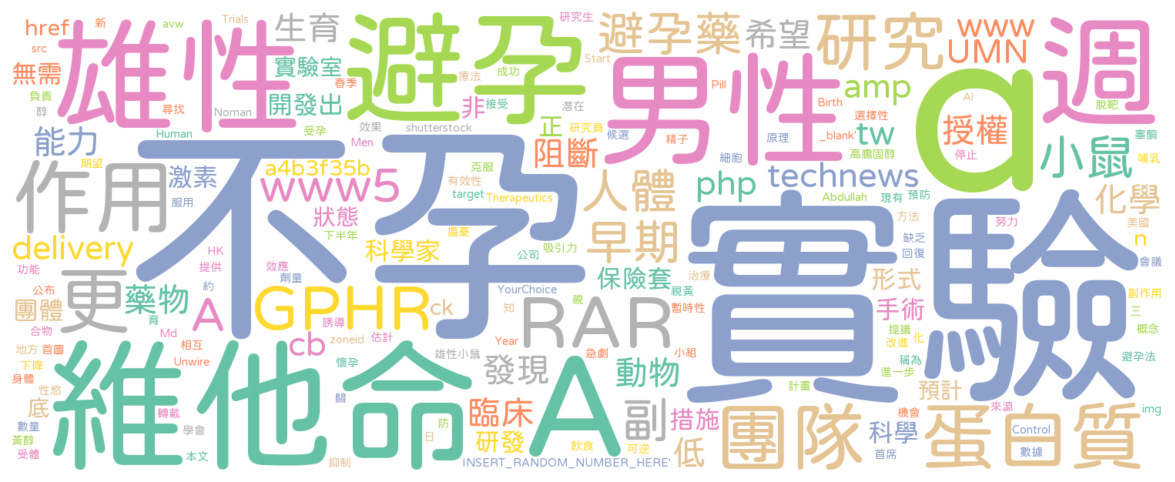 href
新
avw
Trials
生育
研究生
避孕藥
希望
研究
www
UMN
週
src
雄性
避孕
男性
a
無需
實驗室
療法
成功
Start
春季
接受
負責
尋找
開發出
非
潛在
Pill
Birth
AI
amp
脫靶
醇
Noman
受孕
效果
shutterstock
正
研究員
候選
精子
原理
_blank'
選擇性
tw
授權
睪酮
能力
Human
Men
阻斷
細胞
高膽固醇
停止
小鼠
哺乳
期望
不孕
a4b3f35b
克服
有效性
人體
php
technews
作用
激素
www5
target
Therapeutics
Abdullah
現有
預防
化學
服用
狀態
擔憂
早期
實驗
方法
努力
美國
delivery
下半年
科學家
吸引力
缺乏
回復
n
會議
功能
HK
效應
公司
保險套
治療
形式
提供
劑量
YourChoice
視黃
副作用
公布
更
藥物
GPHR
ck
知
RAR
暫時性
手術
三
團體
約
A
育
親
提議
化
概念
合物
Md
誘導
估計
cb
zoneid
Year
改進
地方
首圖
相互
Unwire
急劇
小組
稱為
避孕法
下降
維他命A
懷孕
雄性小鼠
發現
動物
進一步
身體
計畫
性慾
關
預計
底
轉載
臨床
副
措施
團隊
機會
來源
蛋白質
img
數量
學會
防
Control
黃醇
研發
低
科學
受體
本文
日
飲食
可逆
首席
數據
抑制
INSERT_RANDOM_NUMBER_HERE'